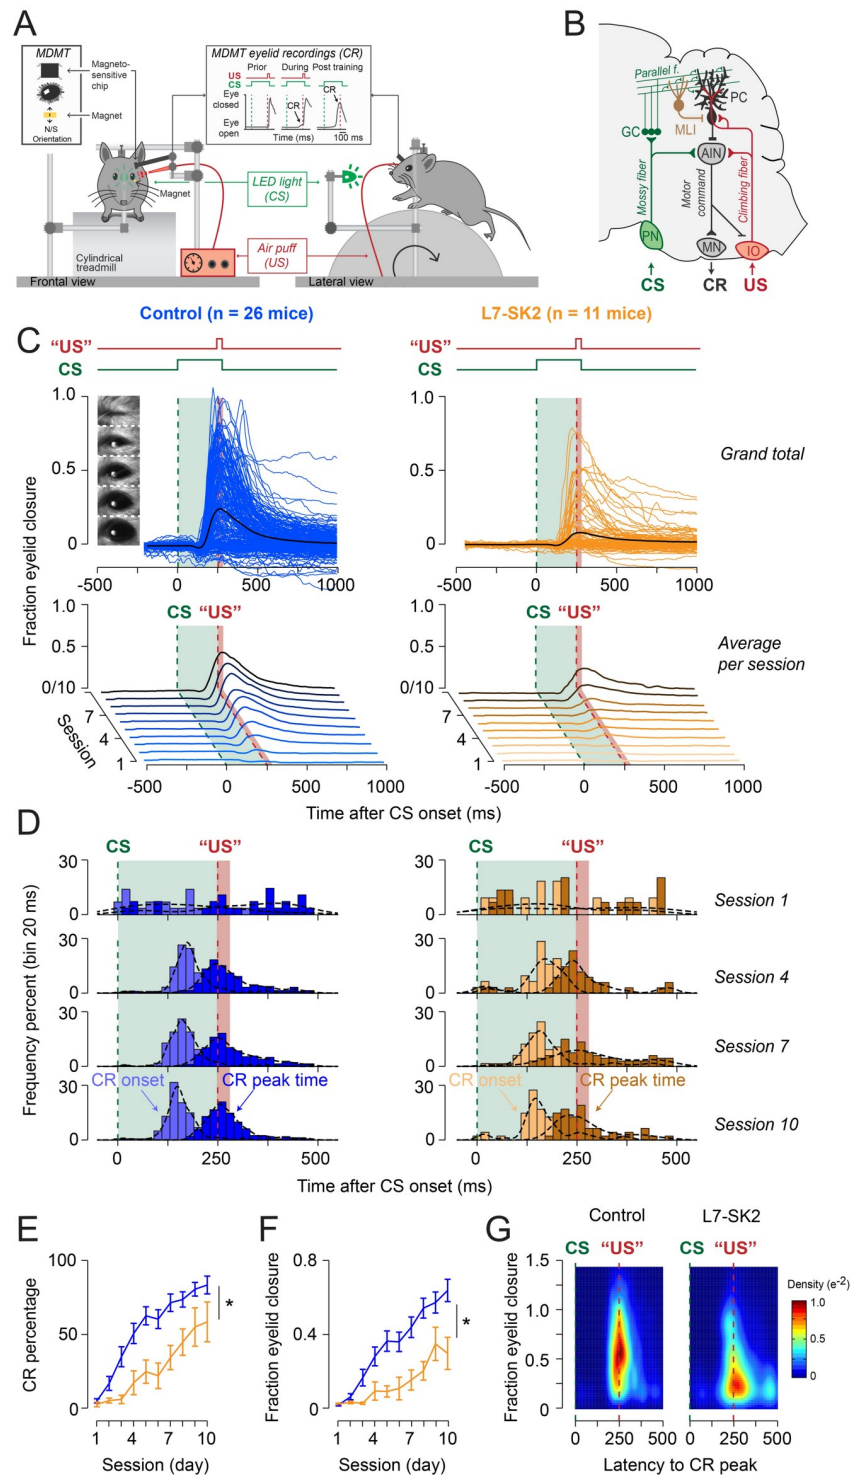 A
MDMT
Magneto-
sensitive
chip
Magnet
N/S
Orientation
MDMT eyelid recordings (CR)
Prior During Post training
US
CS
Eye
closed
CR
CR
Eye
open
Time (ms) 100 ms
Magnet
LED light
(CS)
Air puff
(US)
Cylindrical
treadmill
Frontal view
Lateral view
B
Parallel f.
PC
GC
MLI
AIN
Mossy fiber
Motor
command
Climbing fiber
PN
MN
IO
CS CR US
Control (n = 26 mice) L7-SK2 (n = 11 mice)
C
“US”
CS
“US”
CS
1.0
0.5
0
-500 0 500 1000
1.0
0.5
0
-500 0 500 1000
Grand total
Fraction eyelid closure
CS “US”
1.0
0.5
0/10
7
4
1
Session
-500 0 500 1000
CS “US”
1.0
0.5
0/10
7
4
1
-500 0 500 1000
Average
per session
Time after CS onset (ms)
D
CS “US” CS “US”
30
0
30
0
Session 1
30
0
30
0
Session 4
30
0
30
0
Session 7
30
0
30
0
Session 10
CR onset CR peak time
CR onset CR peak time
Frequency percent (bin 20 ms)
0 250 500
0 250 500
Time after CS onset (ms)
E
100
50
0
CR percentage
*
1 4 7 10
Session (day)
F
0.8
0.4
0
Fraction eyelid closure
*
1 4 7 10
Session (day)
G
Control L7-SK2
CS “US” CS “US”
1.5
1.0
0.5
0
Fraction eyelid closure
0 250 500 0 250 500
Latency to CR peak
Density (e-2)
1.0
0.5
0